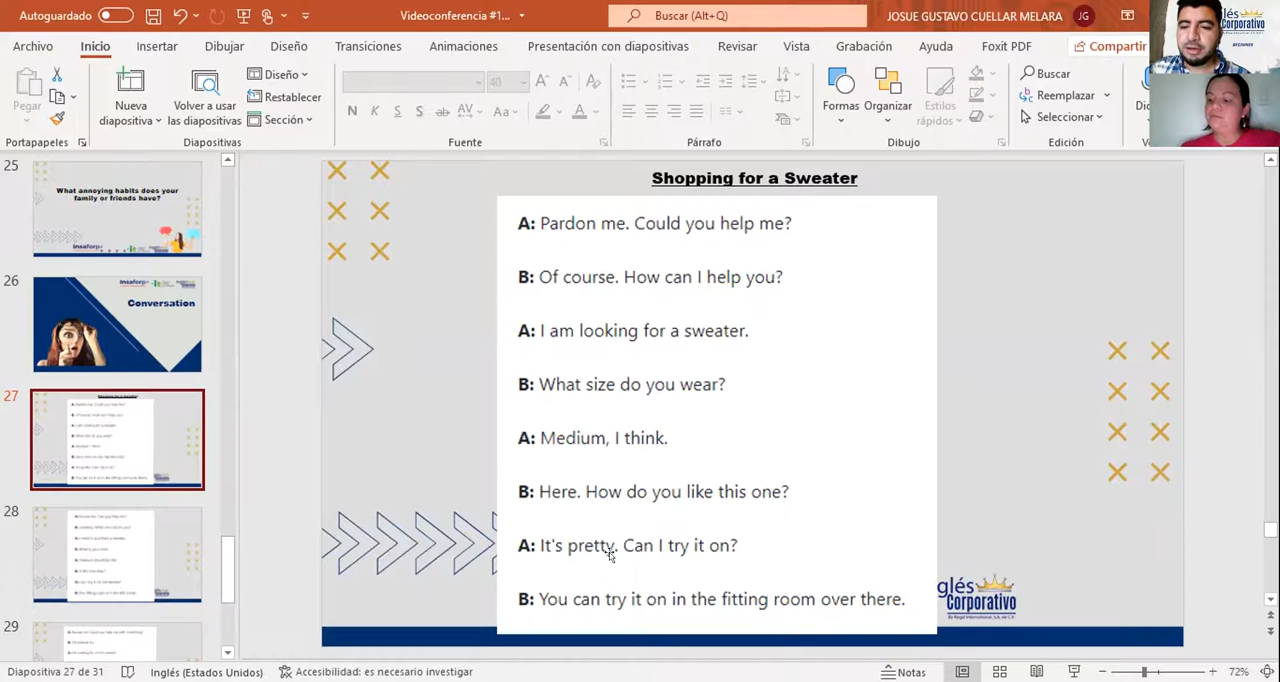 Autoguardado
Videoconferencia #1...
Buscar (Alt+Q)
JOSUE GUSTAVO CUELLAR MELARA
JG
Archivo
Inicio
Insertar
Dibujar
Diseño
Transiciones
Animaciones
Presentación con diapositivas
Revisar
Vista
Grabación
Ayuda
Foxit PDF
Compartir
Pegar
Nueva
diapositiva
Volver a usar
las diapositivas
Diseño
Restablecer
Sección
40
N K S S ab AV Aa A
Formas
Organizar
Estilos
rápidos
Buscar
Reemplazar
Seleccionar
Portapapeles
Diapositivas
Fuente
Párrafo
Dibujo
Edición
25
What annoying habits does your
family or friends have?
26
Insaforp
Conversation
27
28
29
Shopping for a Sweater
A: Pardon me. Could you help me?
B: Of course. How can I help you?
A: I am looking for a sweater.
B: What size do you wear?
A: Medium, I think.
B: Here. How do you like this one?
A: It's pretty. Can I try it on?
B: You can try it on in the fitting room over there.
glés
Corporativo
Diapositiva 27 de 31
Inglés (Estados Unidos)
Accesibilidad: es necesario investigar
Notas
72%